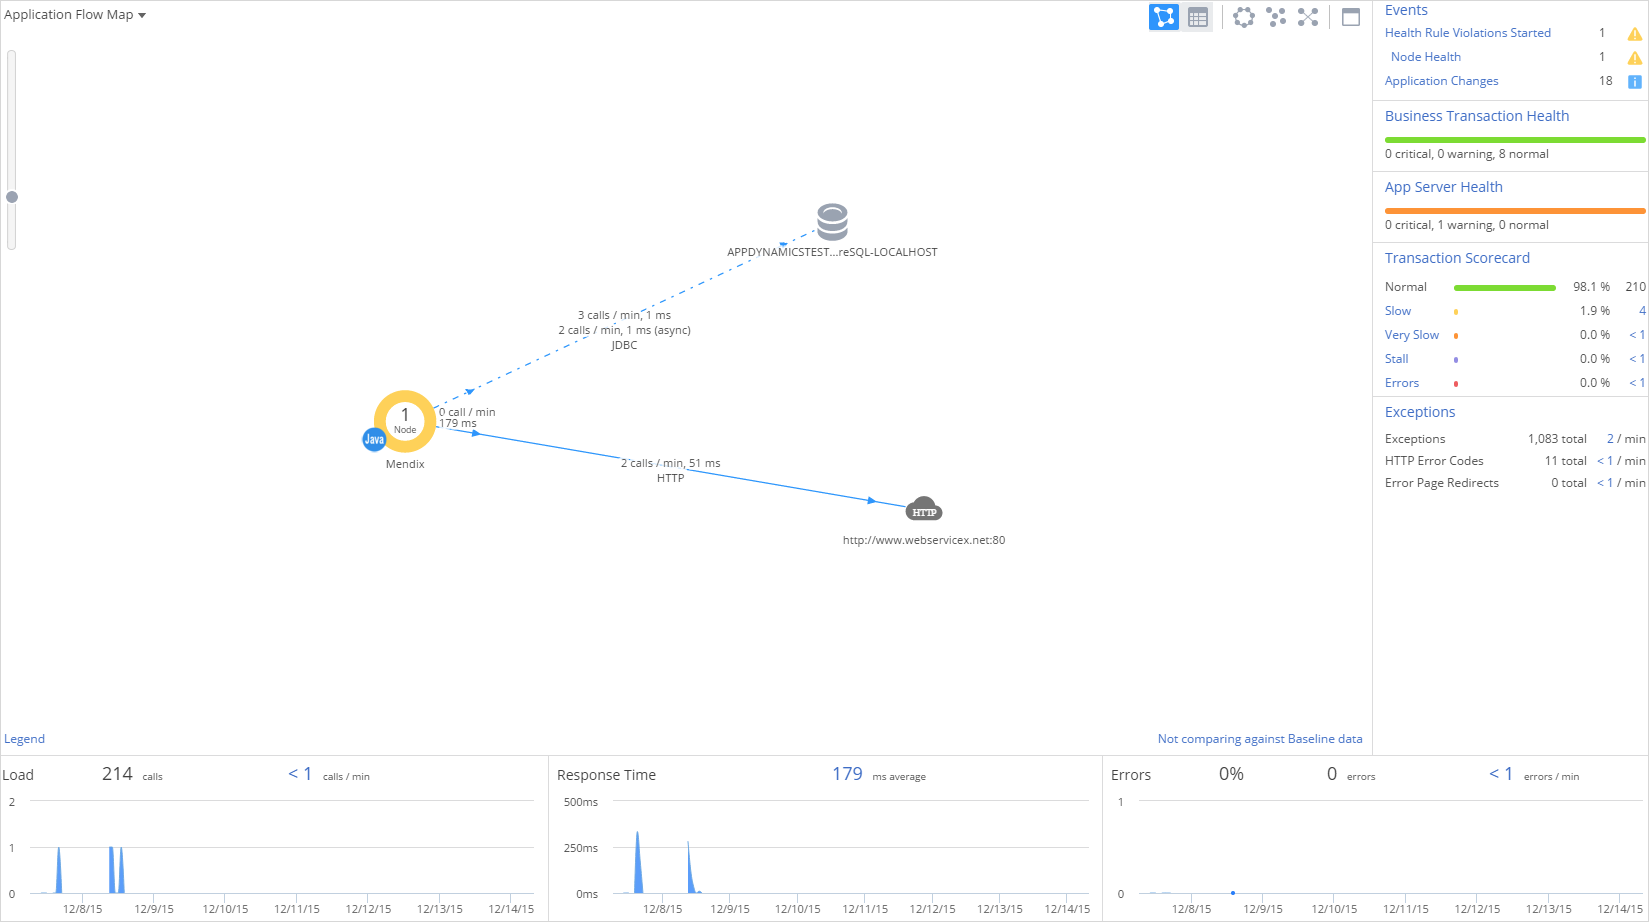 Application Flow Map
APPDYNAMICSTEST...reSQL-LOCALHOST
3 calls / min, 1 ms
2 calls / min, 1 ms (async)
JDBC
1
Node
Java
Mendix
0 call / min
179 ms
2 calls / min, 51 ms
HTTP
HTTP
http://www.webservicex.net:80
Legend
Not comparing against Baseline data
Events
Health Rule Violations Started 1
Node Health 1
Application Changes 18 i
Business Transaction Health
0 critical, 0 warning, 8 normal
App Server Health
0 critical, 1 warning, 0 normal
Transaction Scorecard
Normal 98.1 % 210
Slow 1.9 % 4
Very Slow 0.0 % < 1
Stall 0.0 % < 1
Errors 0.0 % < 1
Exceptions
Exceptions 1,083 total 2 / min
HTTP Error Codes 11 total < 1 / min
Error Page Redirects 0 total < 1 / min
Load 214 calls < 1 calls / min
2
1
0
12/8/15 12/9/15 12/10/15 12/11/15 12/12/15 12/13/15 12/14/15
Response Time 179 ms average
500ms
250ms
0ms
12/8/15 12/9/15 12/10/15 12/11/15 12/12/15 12/13/15 12/14/15
Errors 0% 0 errors < 1 errors / min
1
0
12/8/15 12/9/15 12/10/15 12/11/15 12/12/15 12/13/15 12/14/15